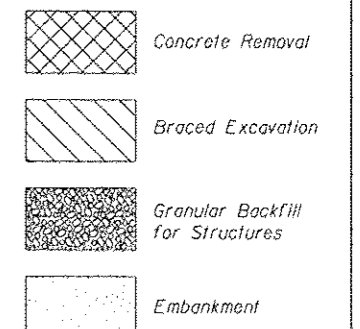 Concrete Removal
Braced Excavation
Granular Backfill
for Structures
Embankment